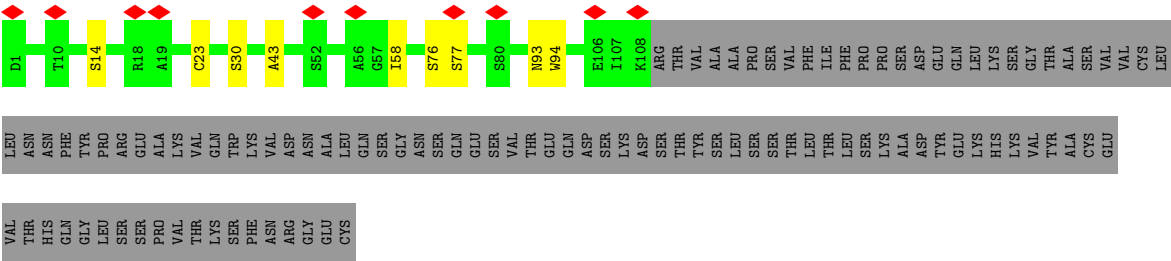 D1 T10 S14 R18 A19 C23 S30 A43 S52 A56 G57 I58 S76 S77 S80 N93 W94 E106 I107 K108 ARG THR VAL ALA ALA PRO SER VAL PHE ILE PHE PRO PRO SER ASP GLU GLN LEU LYS SER GLY THR ALA SER VAL VAL CYS LEU
LEU ASN ASN PHE TYR PRO ARG GLU ALA LYS VAL GLN TRP LYS VAL ASP ASN ALA LEU GLN SER GLY ASN SER GLN GLU SER VAL THR GLU GLN ASP SER LYS ASP SER THR TYR SER LEU SER SER THR LEU THR LEU SER LYS ALA ASP TYR GLU LYS HIS LYS VAL TYR ALA CYS GLU
VAL THR HIS GLN GLY LEU SER SER PRO VAL THR LYS SER PHE ASN ARG GLY GLU CYS